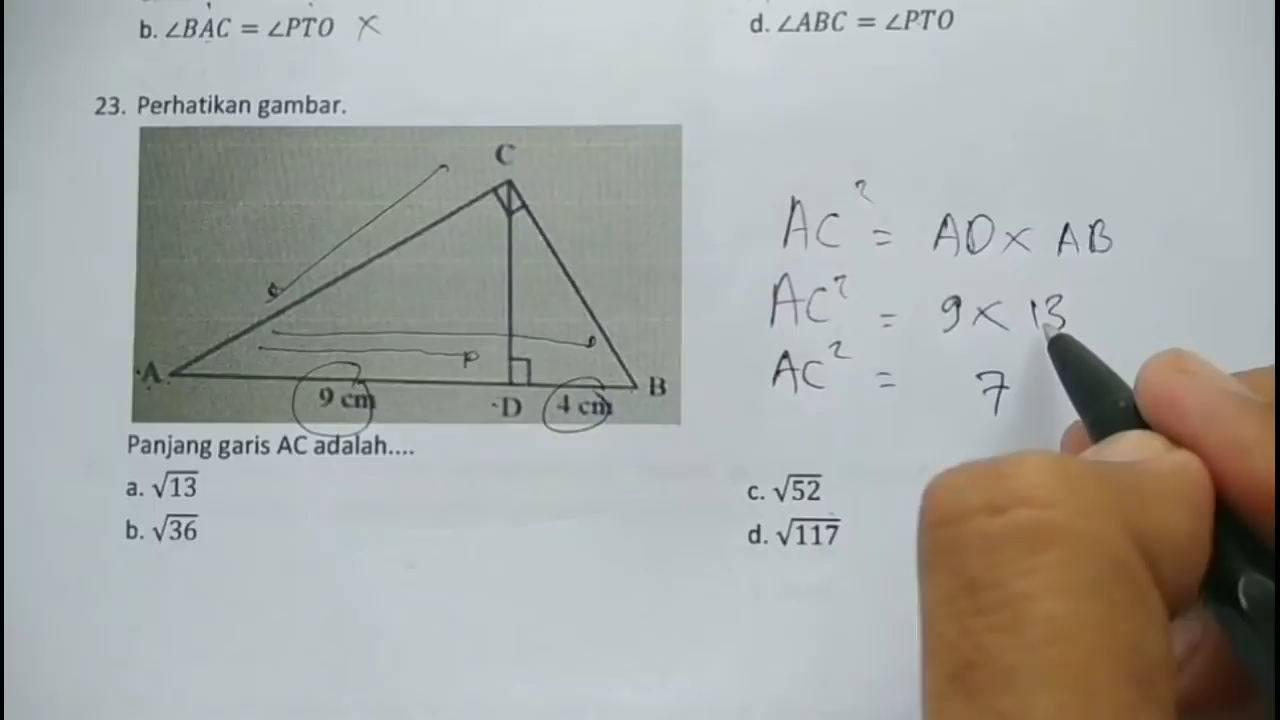 b. ∠BAC = ∠PTO X
d. ∠ABC = ∠PTO
23. Perhatikan gambar.
C
A
9 cm
D
4 cm
B
P
Panjang garis AC adalah....
a. √13
b. √36
c. √52
d. √117
AC² = AD × AB
AC² = 9 × 13
AC² = 7